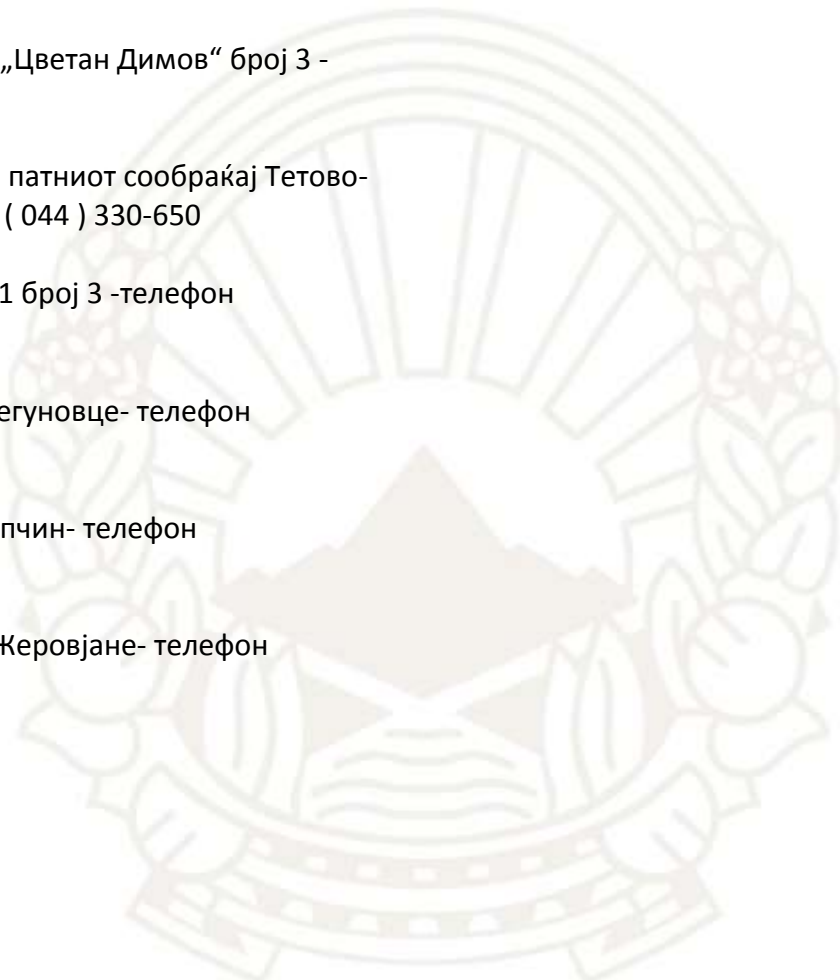 „Цветан Димов“ број 3 -
патниот сообраќај Тетово-
( 044 ) 330-650
1 број 3 -телефон
егуновце- телефон
пчин- телефон
Жеровјане- телефон